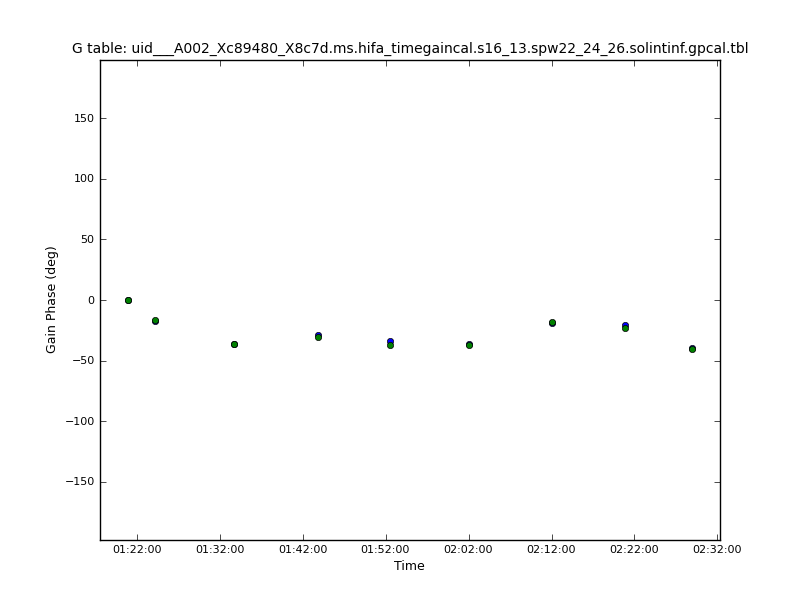 G table: uid___A002_Xc89480_X8c7d.ms.hifa_timegaincal.s16_13.spw22_24_26.solintinf.gpcal.tbl
150
100
50
0
−50
−100
−150
Gain Phase (deg)
01:22:00 01:32:00 01:42:00 01:52:00 02:02:00 02:12:00 02:22:00 02:32:00
Time